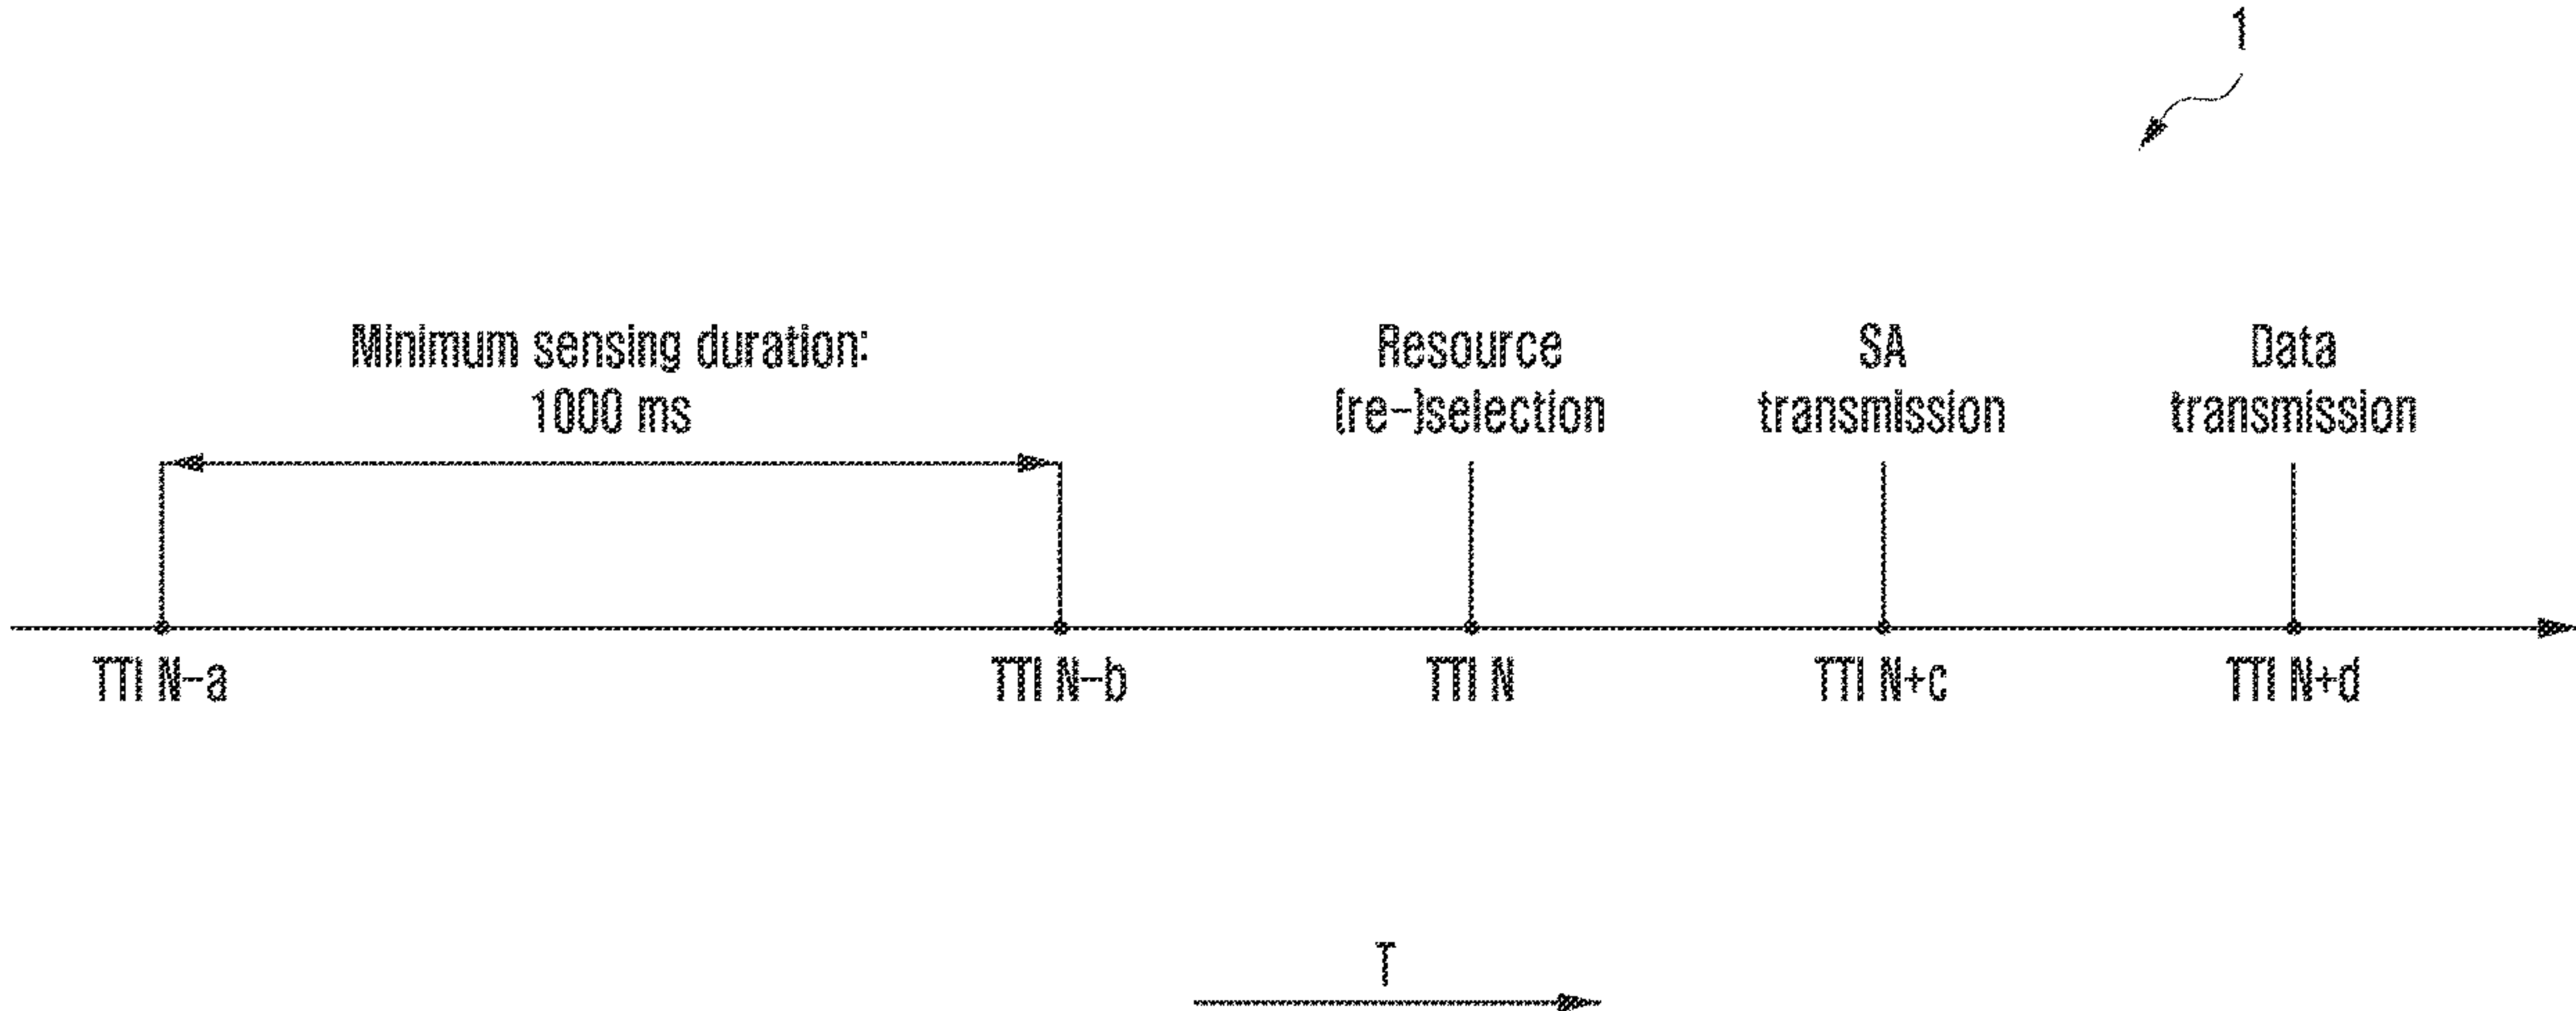 1
Minimum sensing duration:
1000 ms
Resource
(re-)selection
SA
transmission
Data
transmission
TTI N-a
TTI N-b
TTI N
TTI N+c
TTI N+d
T